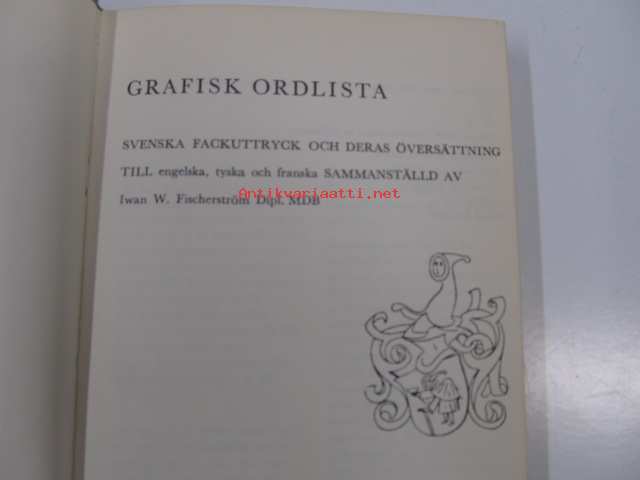 GRAFISK ORDLISTA
SVENSKA FACKUTTRYCK OCH DERAS ÖVERSÄTTNING
TILL engelska, tyska och franska SAMMANSTÄLLD AV
Antikvariaatti.net
Iwan W. Fischerström Dipl. MDB